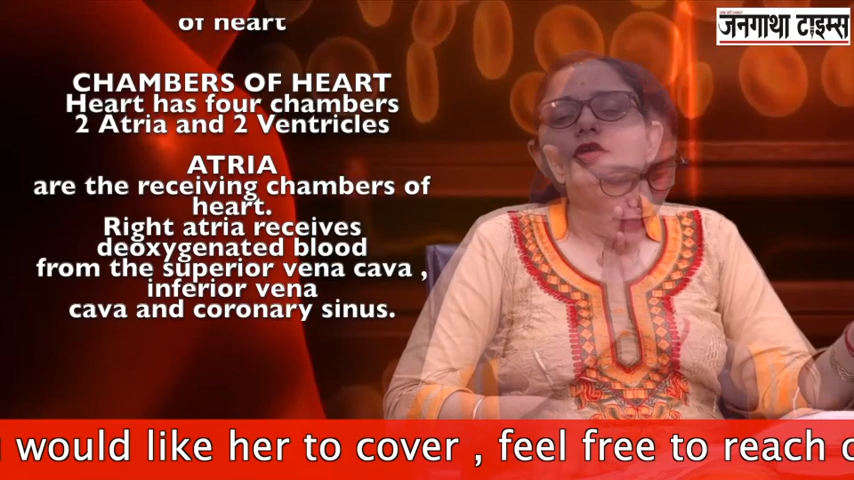 of heart
CHAMBERS OF HEART
Heart has four chambers
2 Atria and 2 Ventricles
ATRIA
are the receiving chambers of
heart.
Right atria receives
deoxygenated blood
from the superior vena cava ,
inferior vena
cava and coronary sinus.
जनगाथा टाइम्स
would like her to cover , feel free to reach